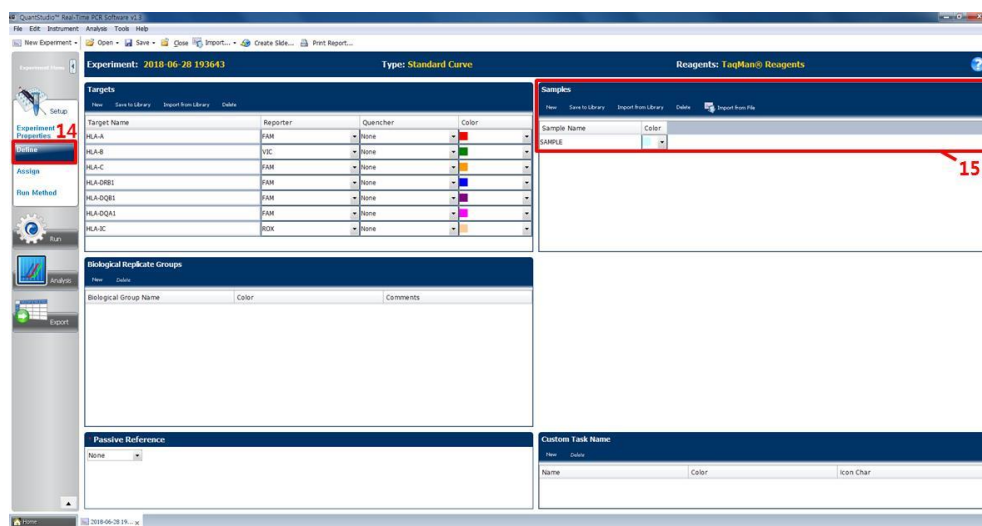 QuantStudio™ Real-Time PCR Software v1.3
File Edit Instrument Analysis Tools Help
New Experiment Open Save Close Import... Create Slide... Print Report...
Experiment: 2018-06-28 193643 Type: Standard Curve Reagents: TaqMan® Reagents
Setup
14
Experiment Properties
Define
Assign
Run Method
Run
Analysis
Export
Targets
New Save to Library Import from Library Delete
Target Name Reporter Quencher Color
HLA-A FAM None
HLA-B VIC None
HLA-C FAM None
HLA-DRB1 FAM None
HLA-DQB1 FAM None
HLA-DQA1 FAM None
HLA-IC ROX None
Samples
New Save to Library Import from Library Delete Import from File
Sample Name Color
SAMPLE
15
Biological Replicate Groups
New Delete
Biological Group Name Color Comments
Passive Reference
None
Custom Task Name
New Delete
Name Color Icon Char
Home 2018-06-28 19... x